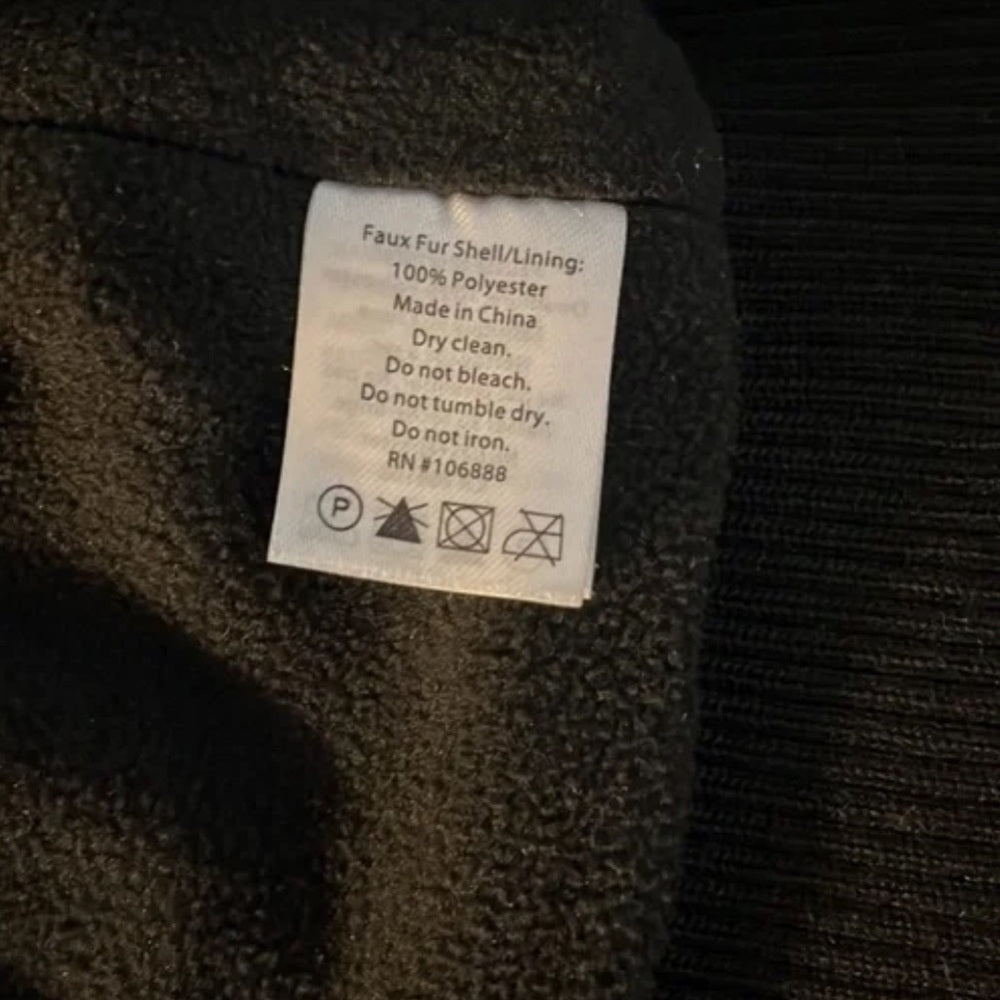 Faux Fur Shell/Lining:
100% Polyester
Made in China
Dry clean.
Do not bleach.
Do not tumble dry.
Do not iron.
RN #106888
P